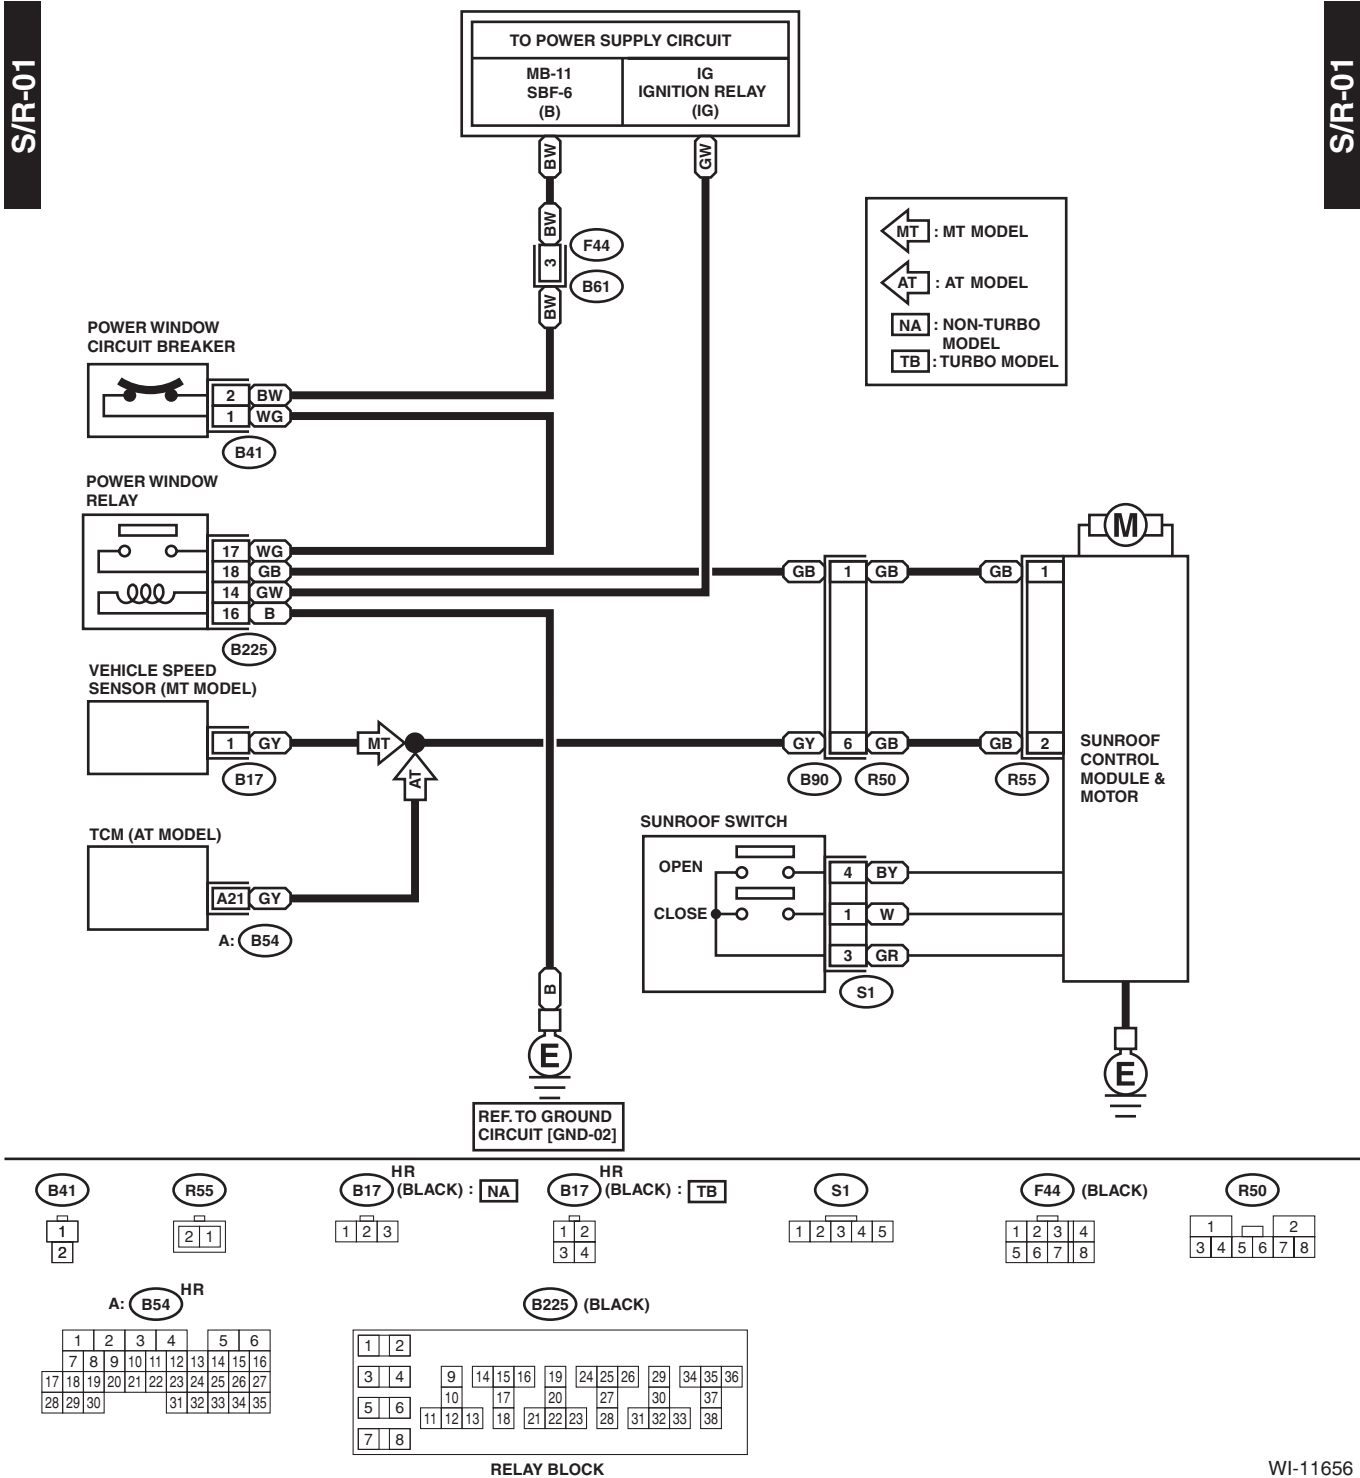 S/R-01
S/R-01
TO POWER SUPPLY CIRCUIT
MB-11
SBF-6
(B)
IG
IGNITION RELAY
(IG)
BW
GW
BW
3
F44
B61
BW
MT : MT MODEL
AT : AT MODEL
NA : NON-TURBO
MODEL
TB : TURBO MODEL
POWER WINDOW
CIRCUIT BREAKER
2 BW
1 WG
B41
POWER WINDOW
RELAY
17 WG
18 GB
14 GW
16 B
B225
GB 1 GB
GB 1
M
VEHICLE SPEED
SENSOR (MT MODEL)
1 GY
B17
MT
AT
GY 6 GB
GB 2
B90
R50
R55
SUNROOF
CONTROL
MODULE &
MOTOR
TCM (AT MODEL)
A21 GY
A: B54
SUNROOF SWITCH
OPEN
CLOSE
4 BY
1 W
3 GR
S1
B
E
REF. TO GROUND
CIRCUIT [GND-02]
E
B41
1
2
R55
2 1
B17 HR
(BLACK) : NA
1 2 3
B17 HR
(BLACK) : TB
1 2
3 4
S1
1 2 3 4 5
F44 (BLACK)
1 2 3 4
5 6 7 8
R50
1 2
3 4 5 6 7 8
A: B54 HR
1 2 3 4 5 6
7 8 9 10 11 12 13 14 15 16
17 18 19 20 21 22 23 24 25 26 27
28 29 30 31 32 33 34 35
B225 (BLACK)
1 2
3 4 9 14 15 16 19 24 25 26 29 34 35 36
10 17 20 27 30 37
5 6 11 12 13 18 21 22 23 28 31 32 33 38
7 8
RELAY BLOCK
WI-11656